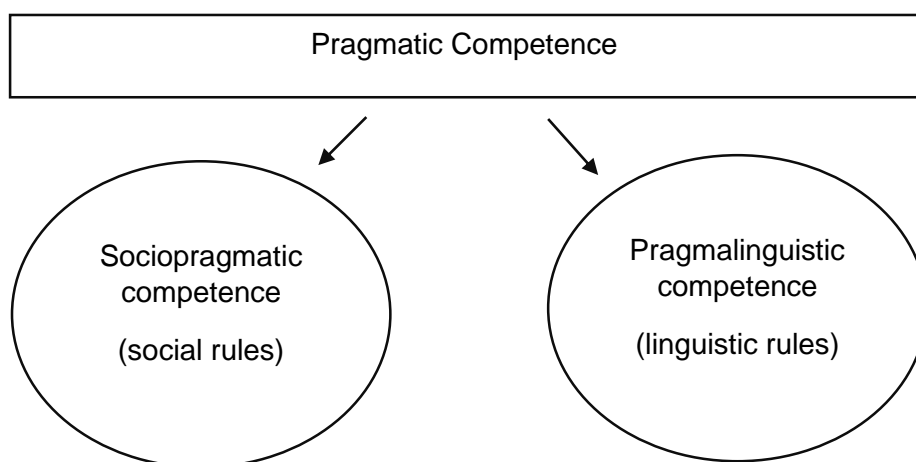 Pragmatic Competence
Sociopragmatic
competence
(social rules)
Pragmalinguistic
competence
(linguistic rules)